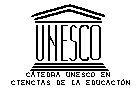 UNESCO
CÁTEDRA UNESCO EN
CIENCIAS DE LA EDUCACIÓN